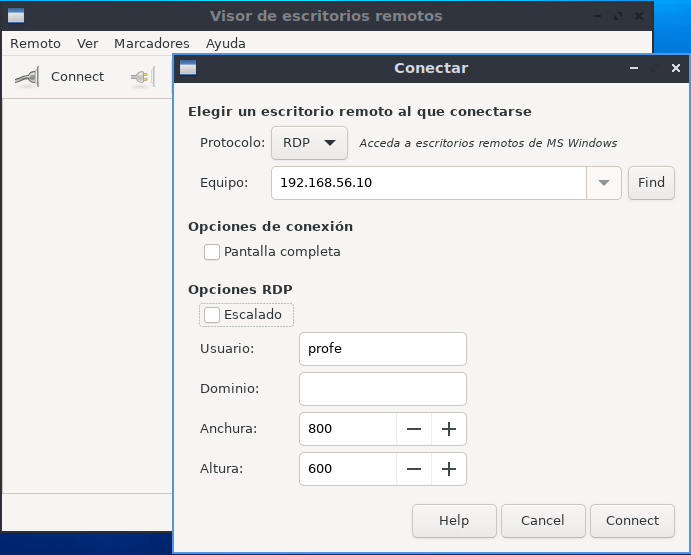 Visor de escritorios remotos
Remoto Ver Marcadores Ayuda
Connect
Conectar
Elegir un escritorio remoto al que conectarse
Protocolo: RDP Acceda a escritorios remotos de MS Windows
Equipo: 192.168.56.10 Find
Opciones de conexión
Pantalla completa
Opciones RDP
Escalado
Usuario: profe
Dominio:
Anchura: 800
Altura: 600
Help Cancel Connect